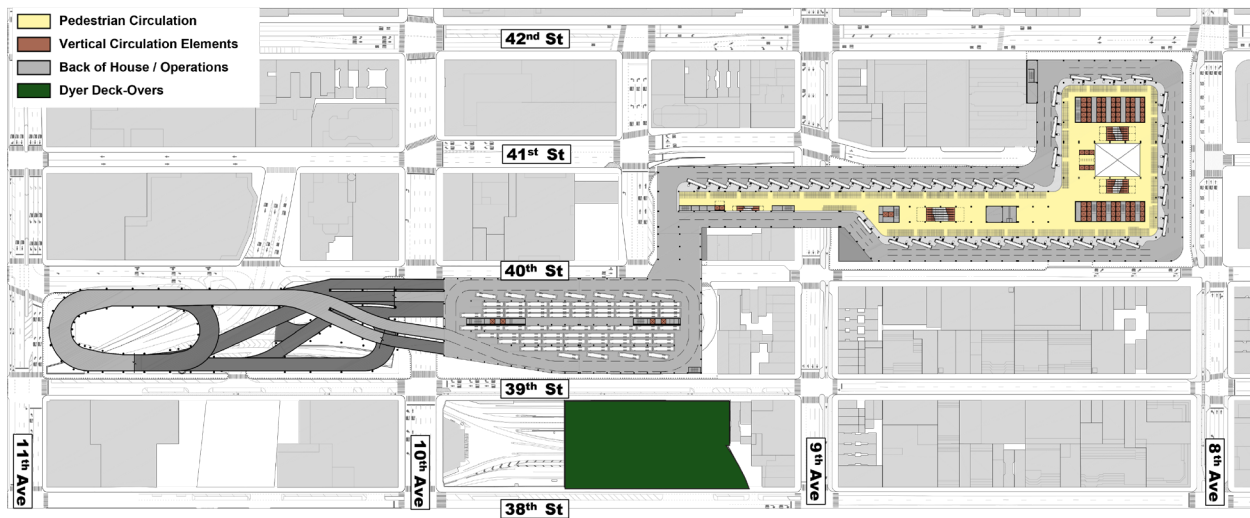 Pedestrian Circulation
Vertical Circulation Elements
Back of House / Operations
Dyer Deck-Overs
42nd St
41st St
40th St
39th St
38th St
11th Ave
10th Ave
9th Ave
8th Ave